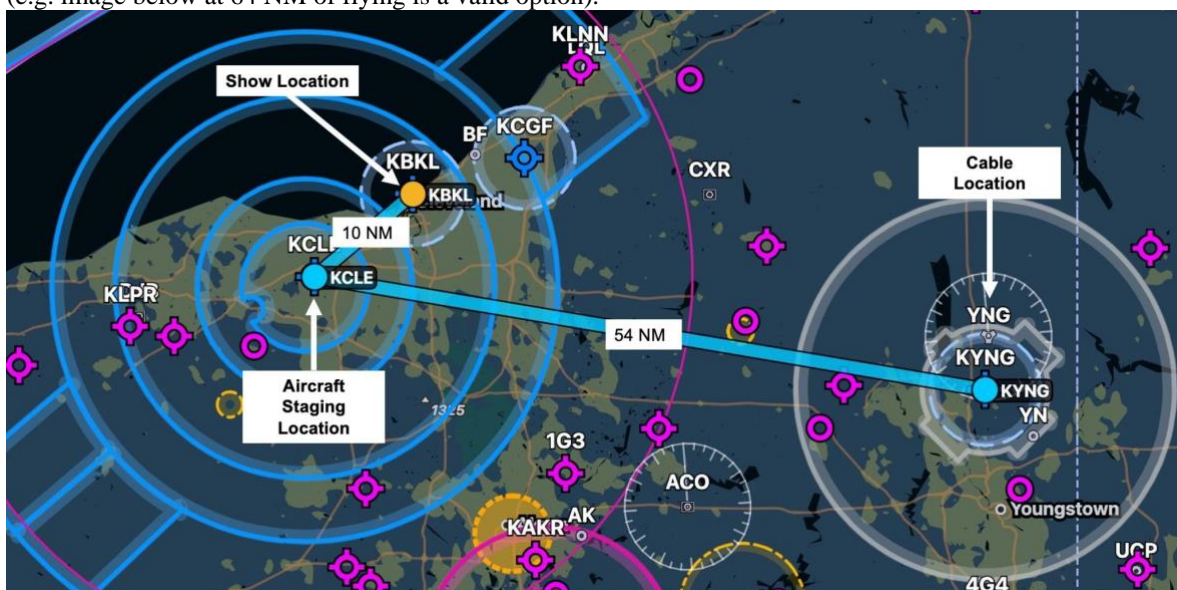 (e.g. image below at 64 NM of flying is a valid option).
KLNN
Show Location
KCGF
BF
KBKL
KBKL
CXR
Cable
Location
10 NM
KCLE
KLPR
YNG
54 NM
KYNG
KYNG
YN
Aircraft
Staging
Location
1325
1G3
ACO
Youngstown
AK
KAKR
UCP
4G4